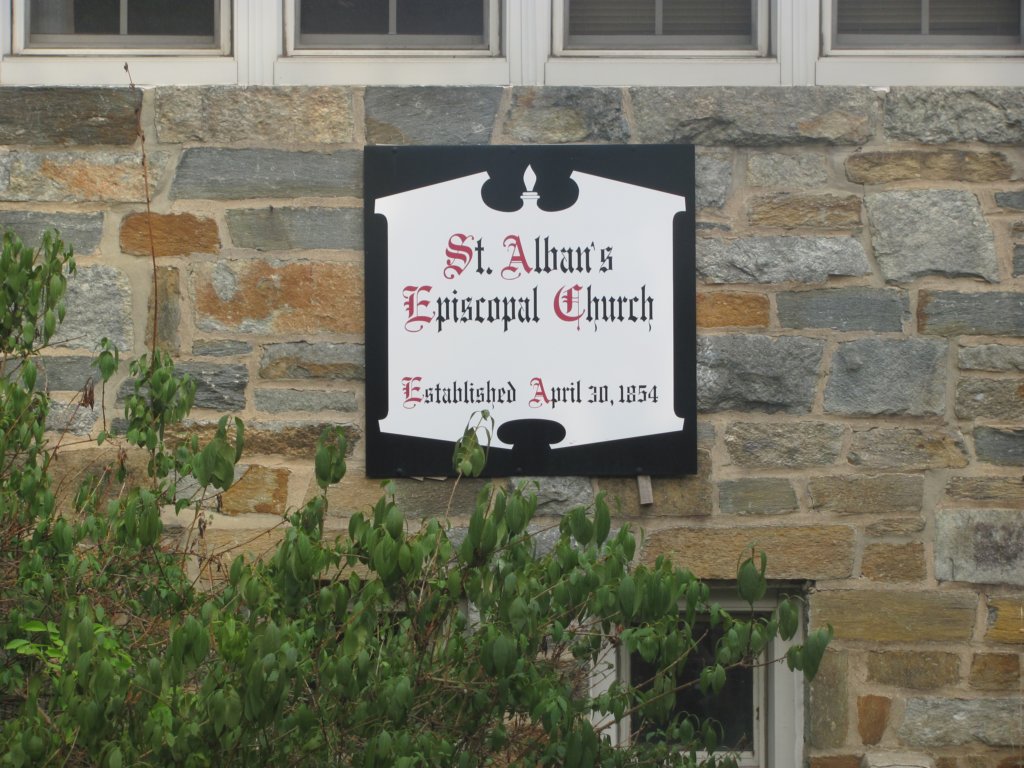 St. Alban's
Episcopal Church
Established April 30, 1854